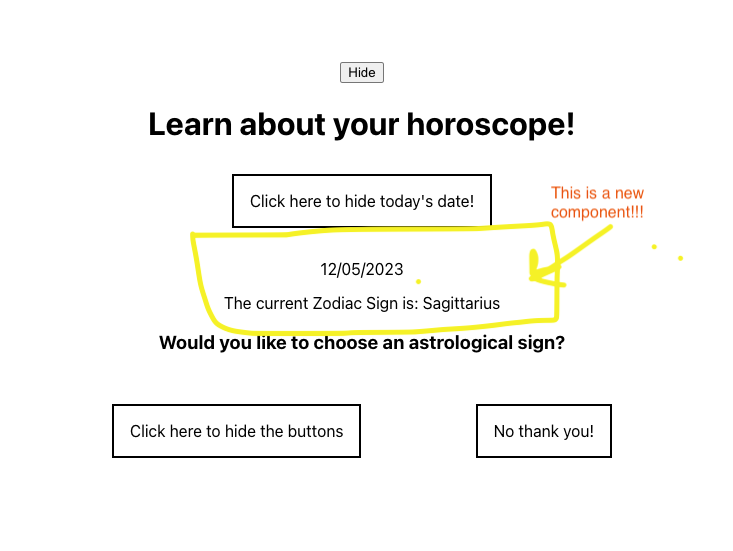 Hide
Learn about your horoscope!
Click here to hide today's date!
This is a new
component!!!
12/05/2023
The current Zodiac Sign is: Sagittarius
Would you like to choose an astrological sign?
Click here to hide the buttons
No thank you!